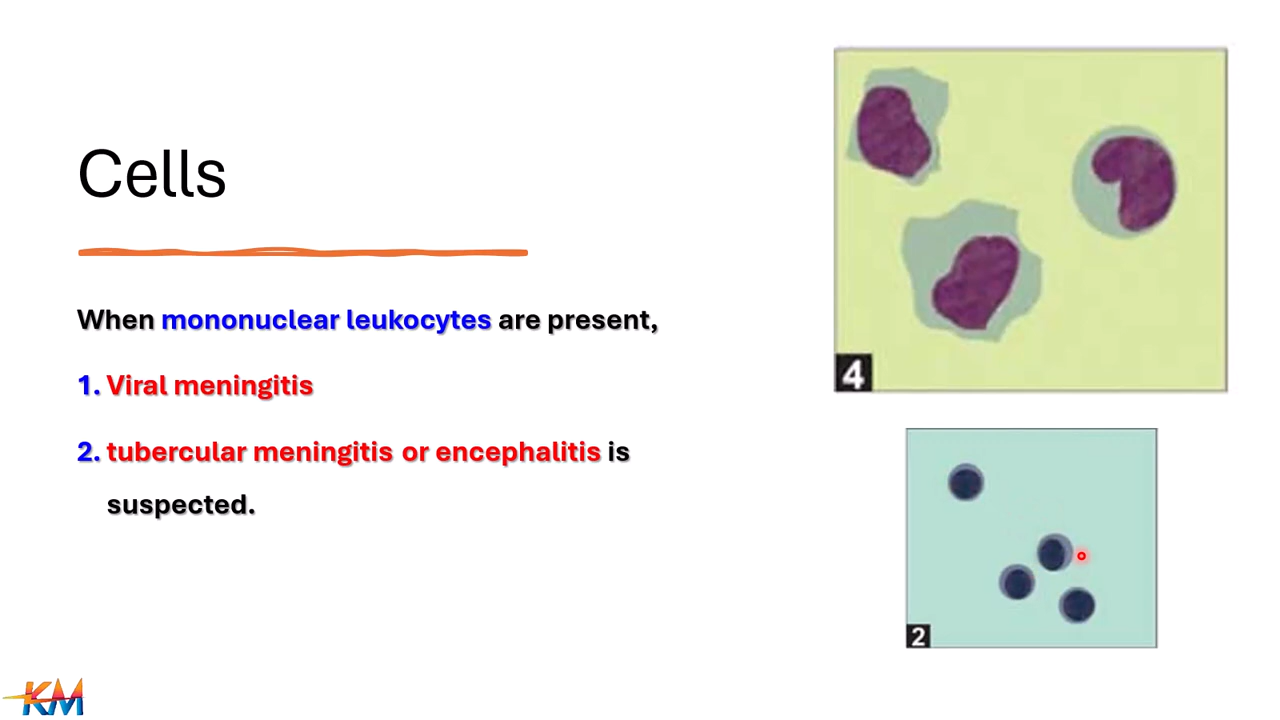 Cells
When mononuclear leukocytes are present,
1. Viral meningitis
2. tubercular meningitis or encephalitis is
suspected.
4
2
KM